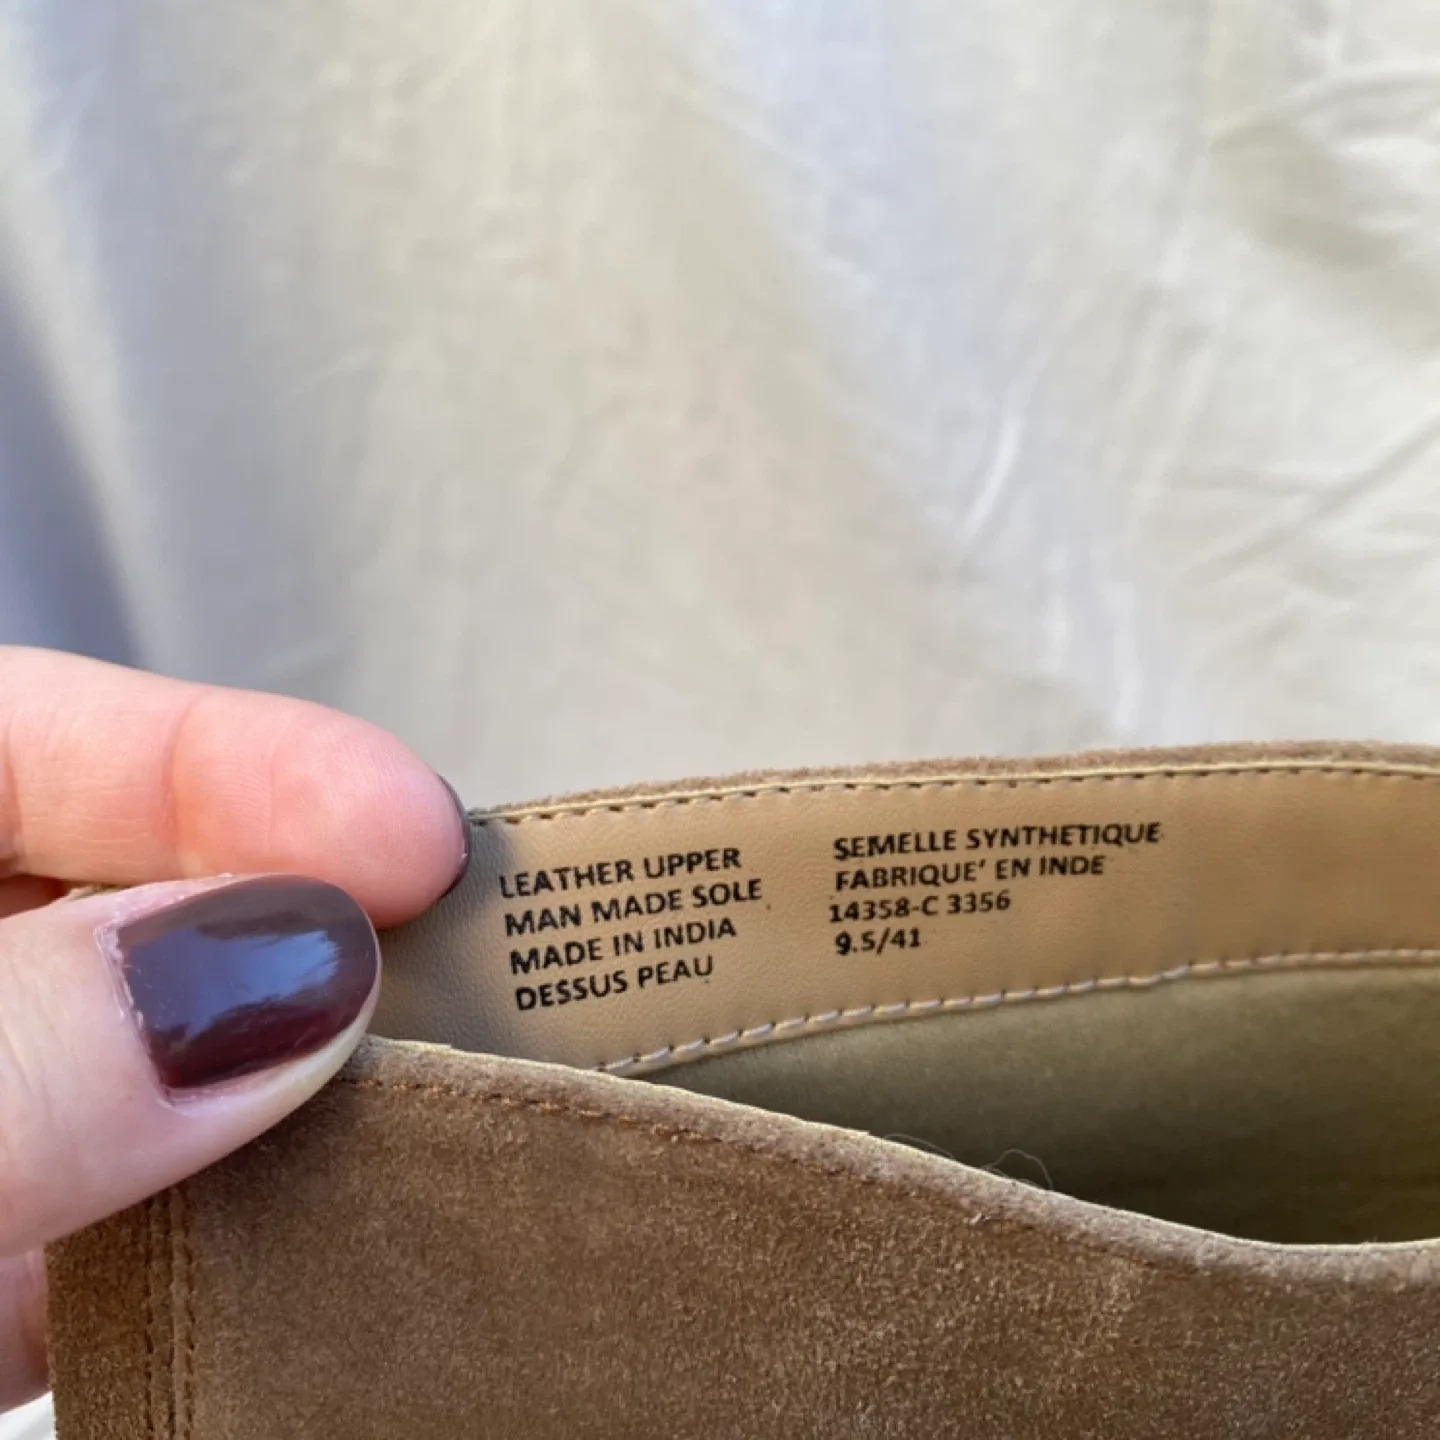 LEATHER UPPER
MAN MADE SOLE
MADE IN INDIA
DESSUS PEAU
SEMELLE SYNTHETIQUE
FABRIQUE' EN INDE
14358-C 3356
9.5/41